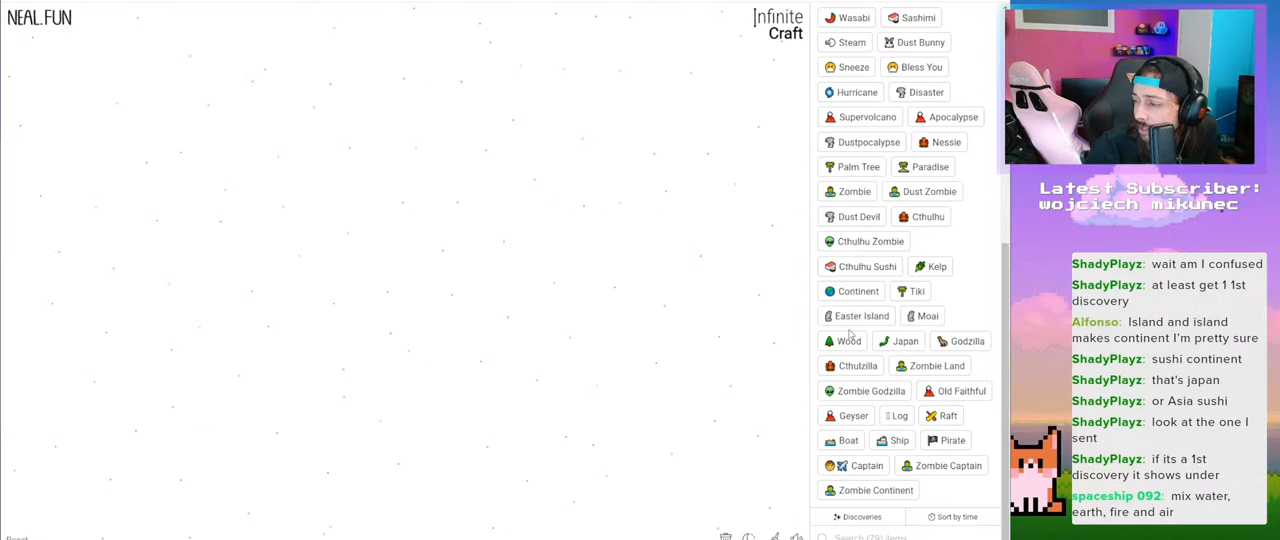 NEAL.FUN
Infinite
Craft
Wasabi Sashimi
Steam Dust Bunny
Sneeze Bless You
Hurricane Disaster
Supervolcano Apocalypse
Dustpocalypse Nessie
Palm Tree Paradise
Zombie Dust Zombie
Dust Devil Cthulhu
Cthulhu Zombie
Cthulhu Sushi Kelp
Continent Tiki
Easter Island Moai
Wood Japan Godzilla
Cthulzilla Zombie Land
Zombie Godzilla Old Faithful
Geyser Log Raft
Boat Ship Pirate
Captain Zombie Captain
Zombie Continent
Discoveries Sort by time
Search (79) items
Reset
Latest Subscriber:
wojciech mikunec
ShadyPlayz: wait am I confused
ShadyPlayz: at least get 1 1st
discovery
Alfonso: Island and island
makes continent I'm pretty sure
ShadyPlayz: sushi continent
ShadyPlayz: that's japan
ShadyPlayz: or Asia sushi
ShadyPlayz: look at the one I
sent
ShadyPlayz: if its a 1st
discovery it shows under
spaceship 092: mix water,
earth, fire and air